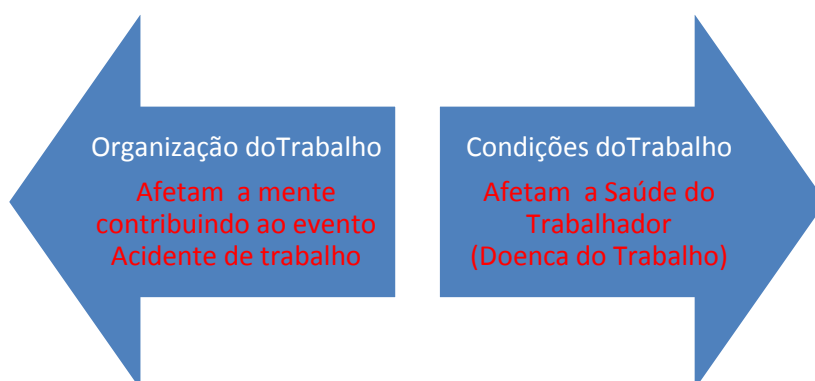 Organização doTrabalho
Afetam a mente
contribuindo ao evento
Acidente de trabalho
Condições doTrabalho
Afetam a Saúde do
Trabalhador
(Doenca do Trabalho)